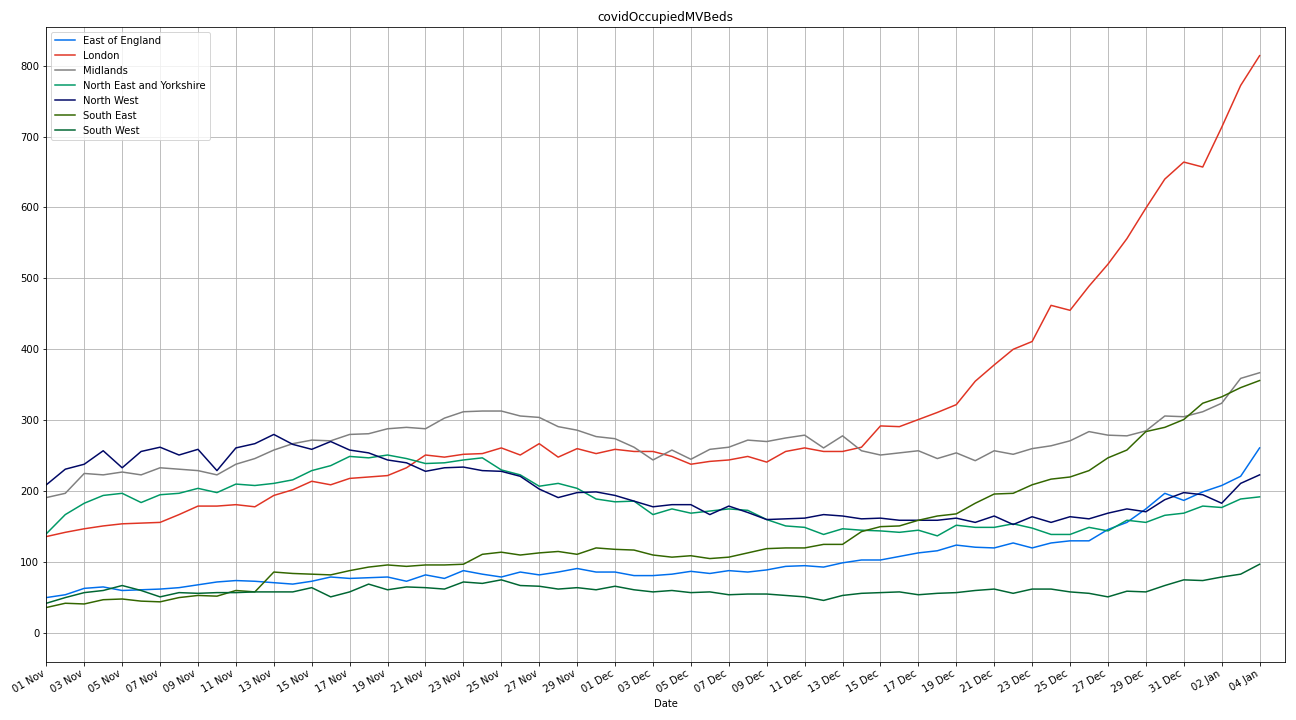 covidOccupiedMVBeds
East of England
London
Midlands
North East and Yorkshire
North West
South East
South West
800
700
600
500
400
300
200
100
0
01 Nov
03 Nov
05 Nov
07 Nov
09 Nov
11 Nov
13 Nov
15 Nov
17 Nov
19 Nov
21 Nov
23 Nov
25 Nov
27 Nov
29 Nov
01 Dec
03 Dec
05 Dec
07 Dec
09 Dec
11 Dec
13 Dec
15 Dec
17 Dec
19 Dec
21 Dec
23 Dec
25 Dec
27 Dec
29 Dec
31 Dec
02 Jan
04 Jan
Date